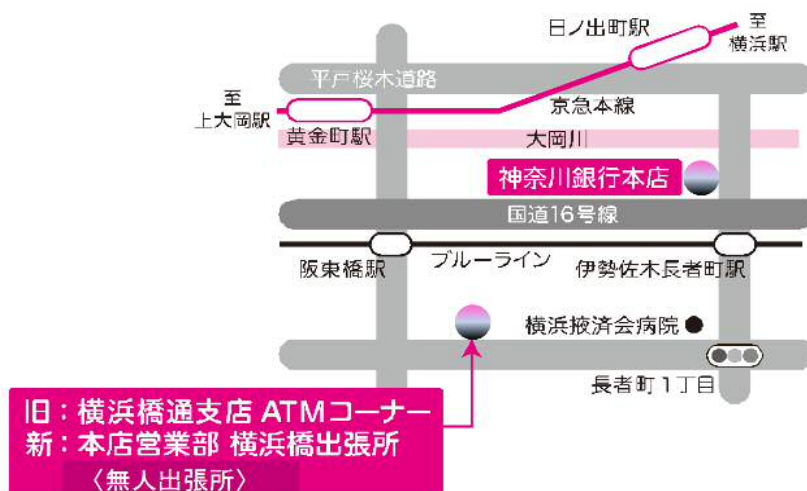 日ノ出町駅
至
横浜駅
平戸桜木道路
至
上大岡駅
京急本線
黄金町駅
大岡川
神奈川銀行本店
国道16号線
阪東橋駅
ブルーライン
伊勢佐木長者町駅
横浜掖済会病院
長者町1丁目
旧:横浜橋通支店 ATMコーナー
新:本店営業部 横浜橋出張所
〈無人出張所〉